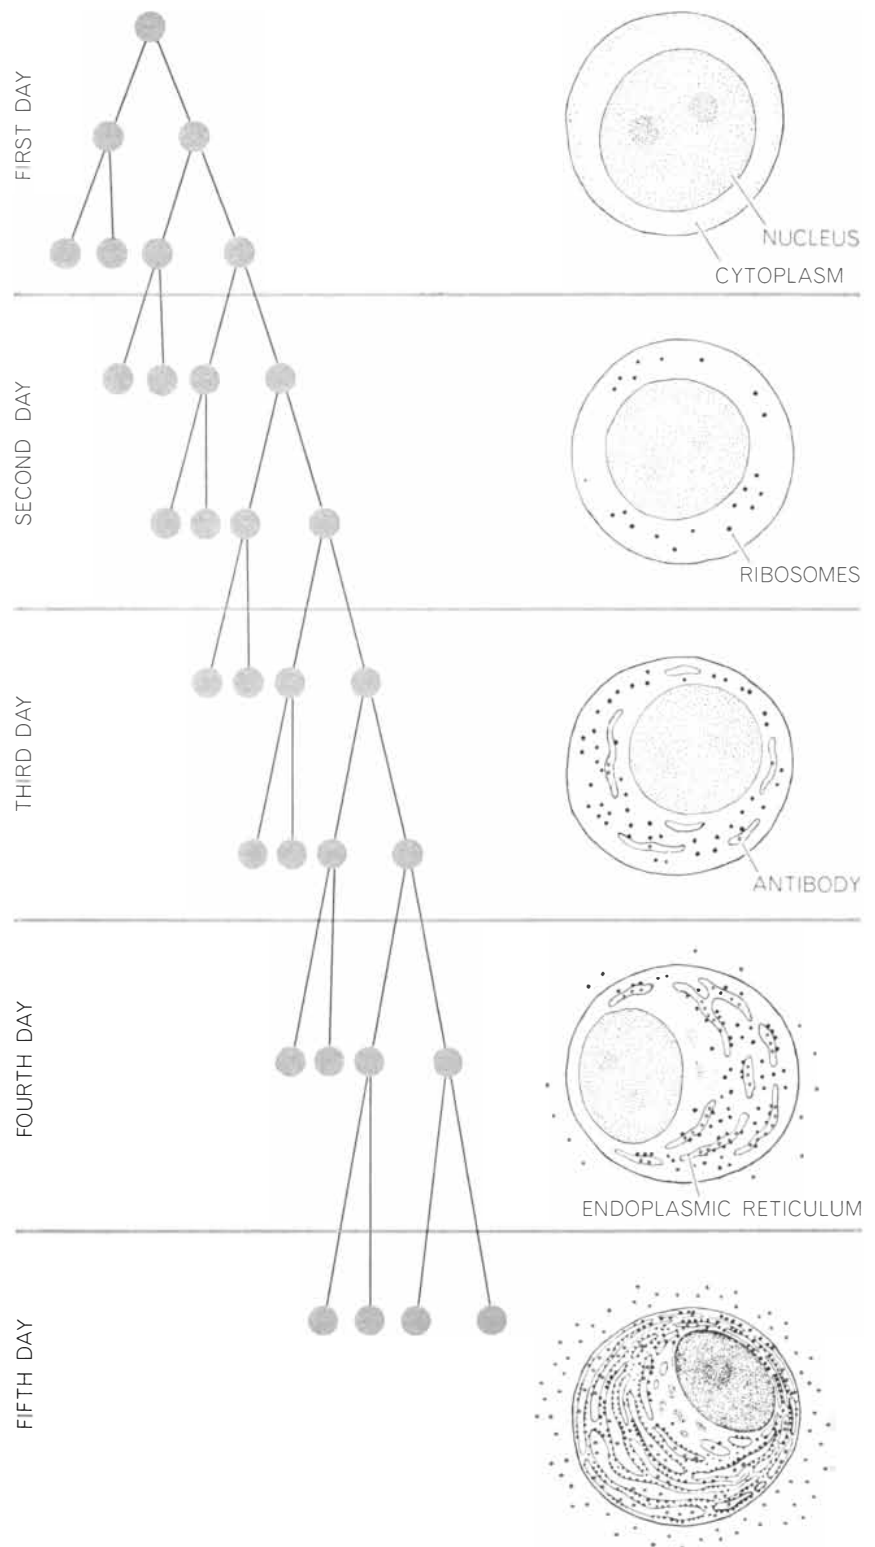 FIRST DAY
NUCLEUS
CYTOPLASM
SECOND DAY
RIBOSOMES
THIRD DAY
ANTIBODY
FOURTH DAY
ENDOPLASMIC RETICULUM
FIFTH DAY